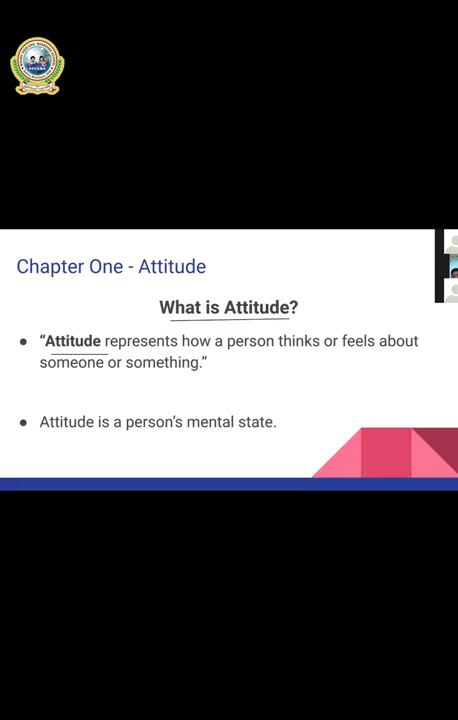 Chapter One - Attitude
What is Attitude?
● “Attitude represents how a person thinks or feels about
someone or something.”
● Attitude is a person’s mental state.